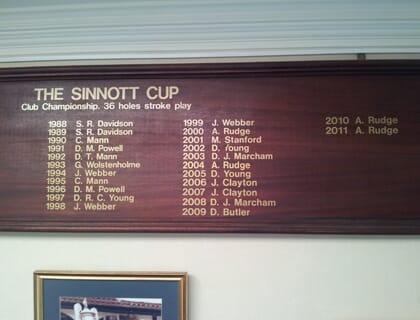 THE SINNOTT CUP
Club Championship. 36 holes stroke play
1988 S. R. Davidson
1989 S. R. Davidson
1990 C. Mann
1991 D. M. Powell
1992 D. T. Mann
1993 G. Wolstenholme
1994 J. Webber
1995 C. Mann
1996 D. M. Powell
1997 D. R. C. Young
1998 J. Webber
1999 J. Webber
2000 A. Rudge
2001 M. Stanford
2002 D. Young
2003 D. J. Marcham
2004 A. Rudge
2005 D. Young
2006 J. Clayton
2007 J. Clayton
2008 D. J. Marcham
2009 D. Butler
2010 A. Rudge
2011 A. Rudge